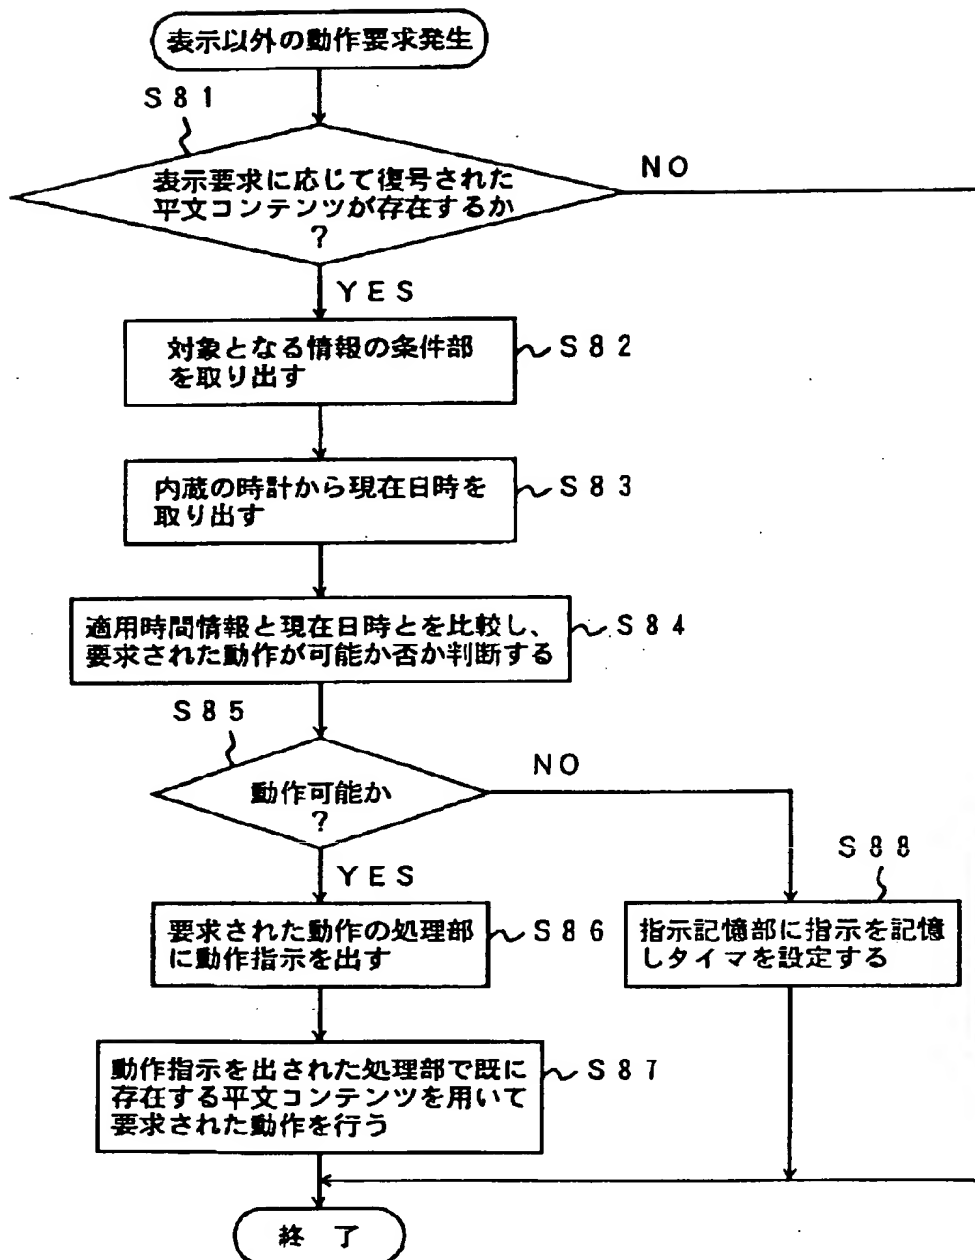 表示以外の動作要求発生
S81
表示要求に応じて復号された
平文コンテンツが存在するか
?
NO
YES
対象となる情報の条件部
を取り出す
S82
内蔵の時計から現在日時を
取り出す
S83
適用時間情報と現在日時とを比較し、
要求された動作が可能か否か判断する
S84
S85
動作可能か
?
NO
YES
S88
要求された動作の処理部
に動作指示を出す
S86
指示記憶部に指示を記憶
しタイマを設定する
動作指示を出された処理部で既に
存在する平文コンテンツを用いて
要求された動作を行う
S87
終 了